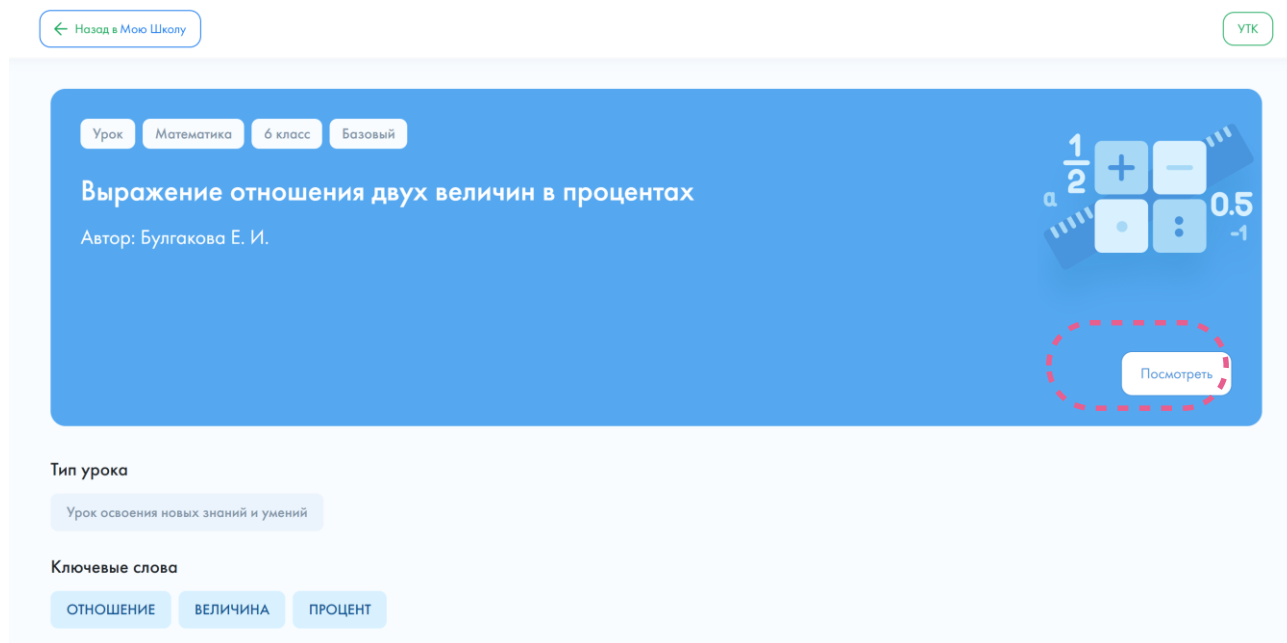 ← Назад в Мою Школу
УТК
Урок Математика 6 класс Базовый
Выражение отношения двух величин в процентах
Автор: Булгакова Е. И.
1
2
+ −
a
0.5
-1
• :
Посмотреть
Тип урока
Урок освоения новых знаний и умений
Ключевые слова
ОТНОШЕНИЕ ВЕЛИЧИНА ПРОЦЕНТ